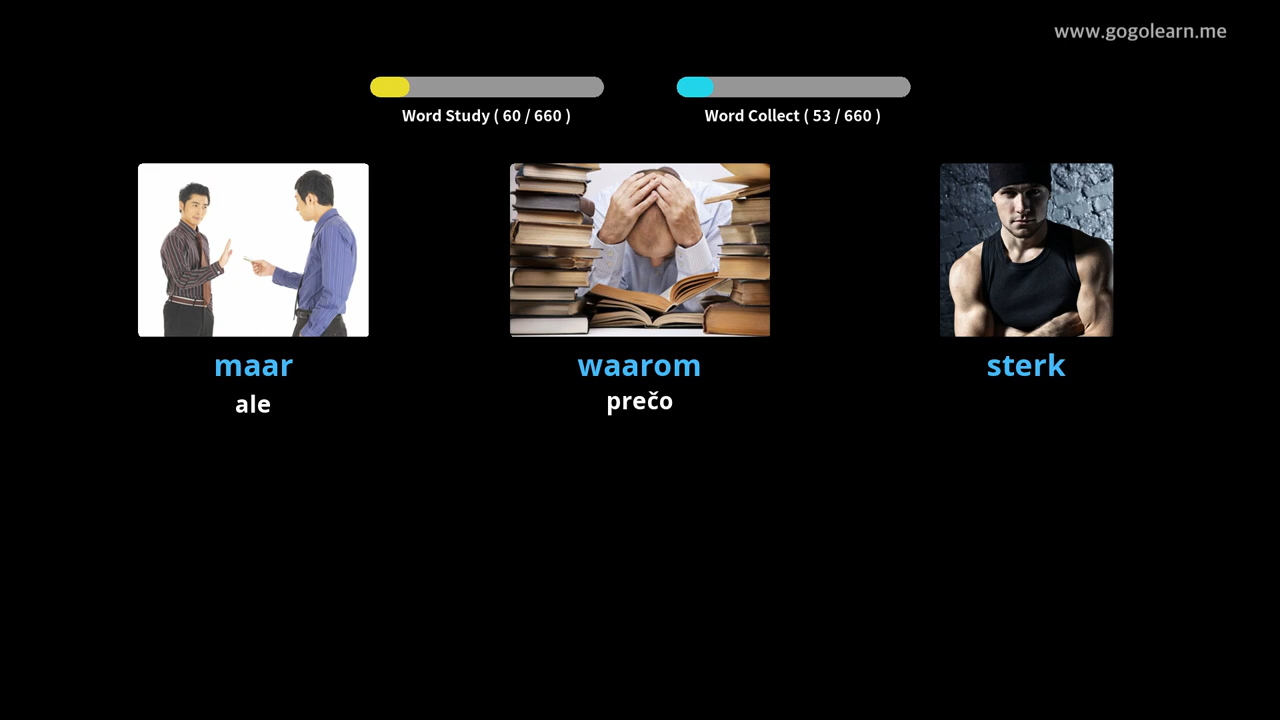 www.gogolearn.me
Word Study ( 60 / 660 )
Word Collect ( 53 / 660 )
maar
waarom
sterk
ale
prečo